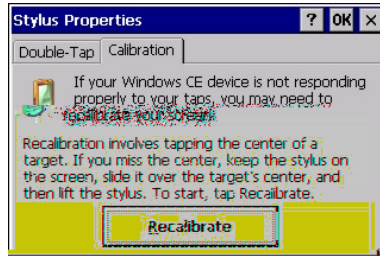 Stylus Properties ? OK ×
Double-Tap Calibration
If your Windows CE device is not responding
properly to your taps, you may need to
recalibrate your screen.
Recalibration involves tapping the center of a
target. If you miss the center, keep the stylus on
the screen, slide it over the target's center, and
then lift the stylus. To start, tap Recalibrate.
Recalibrate